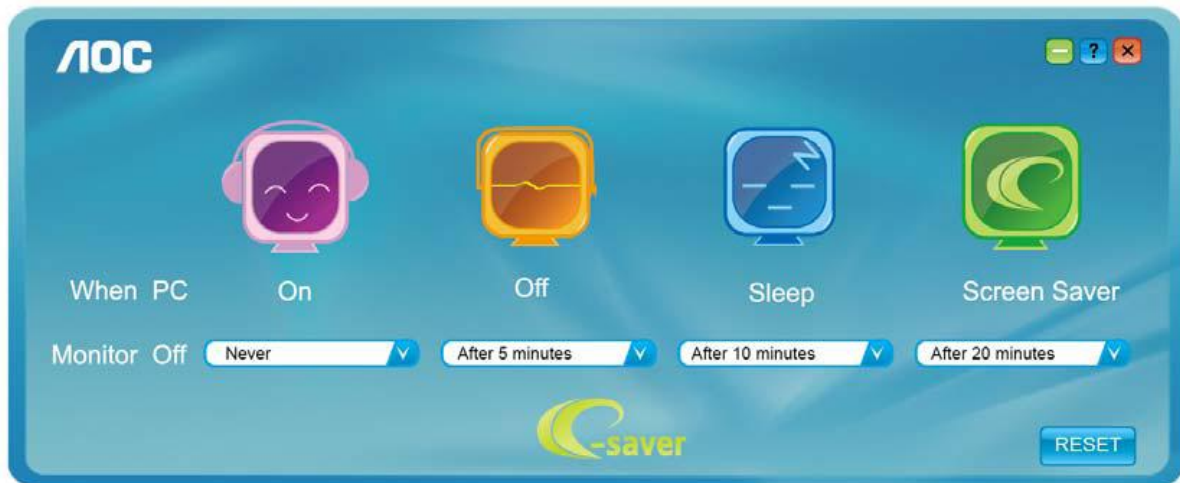 AOC
?
When PC On Off Sleep Screen Saver
Monitor Off Never After 5 minutes After 10 minutes After 20 minutes
e-saver
RESET